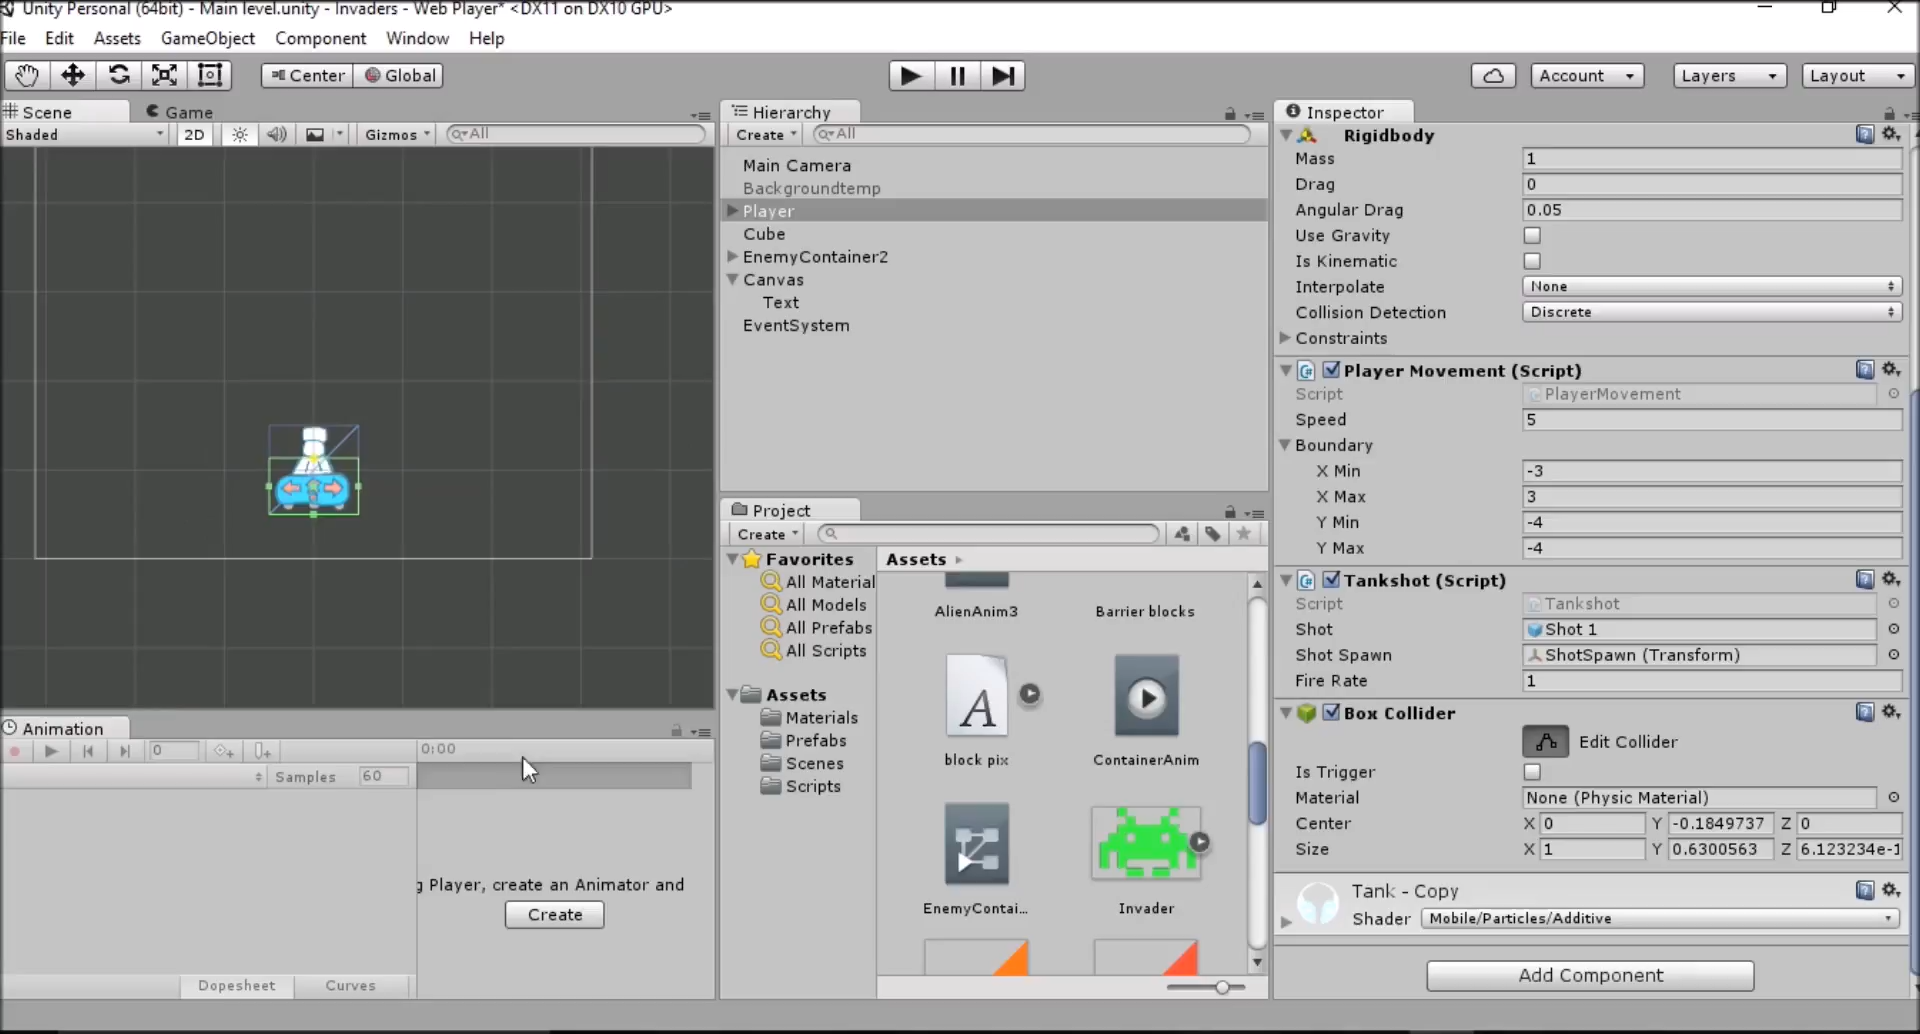 Unity Personal (64bit) - Main level.unity - Invaders - Web Player* <DX11 on DX10 GPU>
File Edit Assets GameObject Component Window Help
Center Global Account Layers Layout
Scene Game
Shaded 2D Gizmos All
Hierarchy
Create All
Main Camera
Backgroundtemp
Player
Cube
EnemyContainer2
Canvas
Text
EventSystem
Project
Create
Favorites
All Material
All Models
All Prefabs
All Scripts
Assets
Materials
Prefabs
Scenes
Scripts
Assets
AlienAnim3 Barrier blocks
A
block pix ContainerAnim
EnemyContai... Invader
Animation
0 0:00
Samples 60
g Player, create an Animator and
Create
Dopesheet Curves
Inspector
Rigidbody
Mass 1
Drag 0
Angular Drag 0.05
Use Gravity
Is Kinematic
Interpolate None
Collision Detection Discrete
Constraints
Player Movement (Script)
Script PlayerMovement
Speed 5
Boundary
X Min -3
X Max 3
Y Min -4
Y Max -4
Tankshot (Script)
Script Tankshot
Shot Shot 1
Shot Spawn ShotSpawn (Transform)
Fire Rate 1
Box Collider
Edit Collider
Is Trigger
Material None (Physic Material)
Center X 0 Y -0.1849737 Z 0
Size X 1 Y 0.6300563 Z 6.123234e-1
Tank - Copy
Shader Mobile/Particles/Additive
Add Component